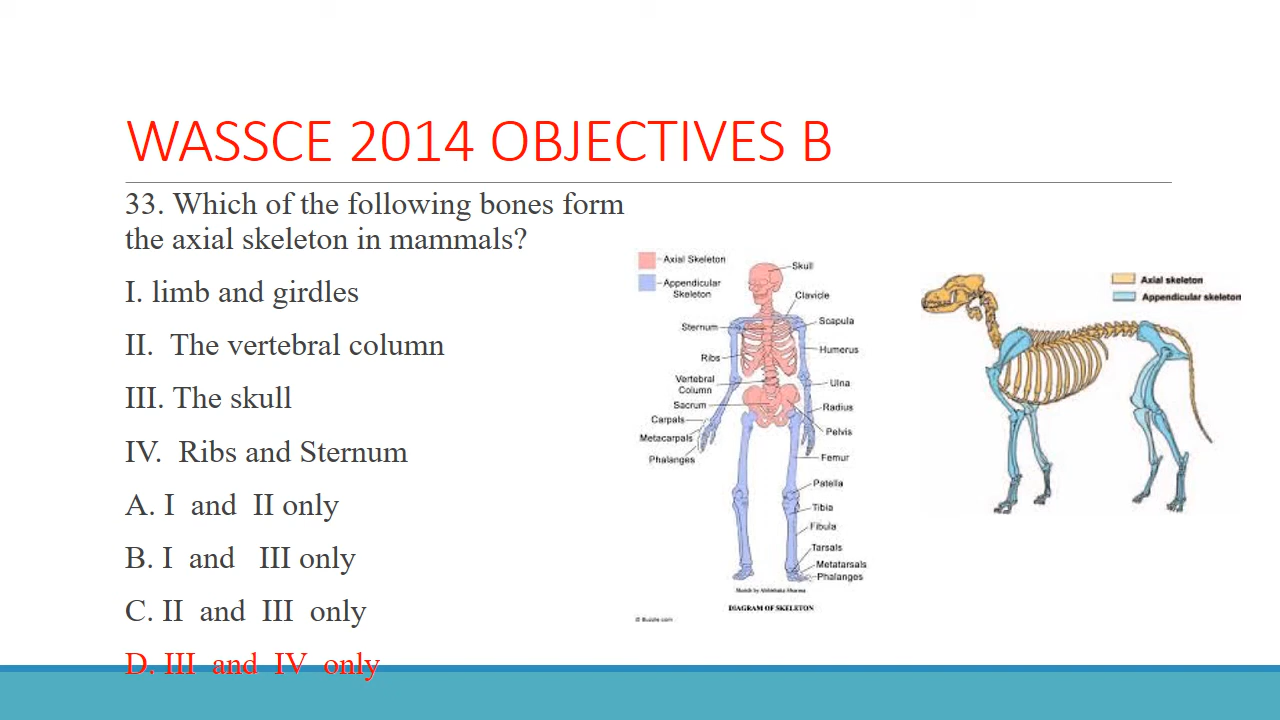 WASSCE 2014 OBJECTIVES B
33. Which of the following bones form
the axial skeleton in mammals?
I. limb and girdles
II. The vertebral column
III. The skull
IV. Ribs and Sternum
A. I and II only
B. I and III only
C. II and III only
D. III and IV only
Axial Skeleton
Appendicular
Skeleton
Skull
Clavicle
Sternum
Scapula
Humerus
Ribs
Vertebral
Column
Ulna
Sacrum
Radius
Carpals
Pelvis
Metacarpals
Phalanges
Femur
Patella
Tibia
Fibula
Tarsals
Metatarsals
Phalanges
DIAGRAM OF SKELETON
© Buzzle.com
Axial skeleton
Appendicular skeleton